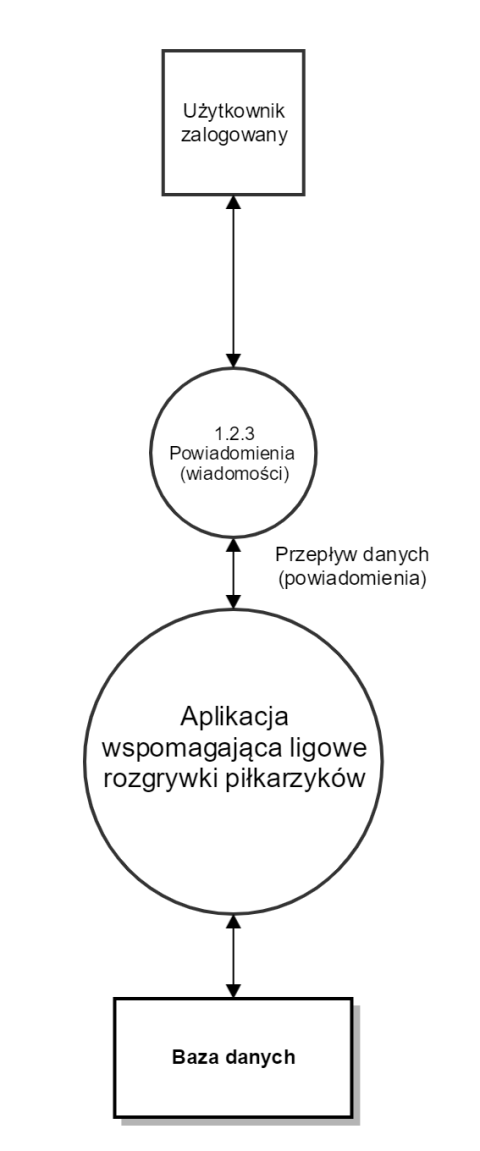 Użytkownik
zalogowany
1.2.3
Powiadomienia
(wiadomości)
Przepływ danych
(powiadomienia)
Aplikacja
wspomagająca ligowe
rozgrywki piłkarzyków
Baza danych